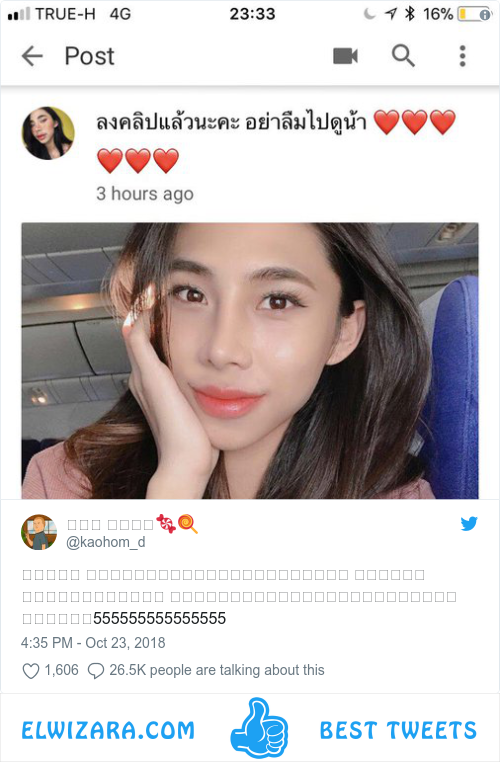 TRUE-H 4G 23:33 16%
Post
ลงคลิปแล้วนะคะ อย่าลืมไปดูน้า ❤️❤️❤️
❤️❤️❤️
3 hours ago
🍬🍭
@kaohom_d
555555555555555
4:35 PM - Oct 23, 2018
1,606 26.5K people are talking about this
ELWIZARA.COM BEST TWEETS